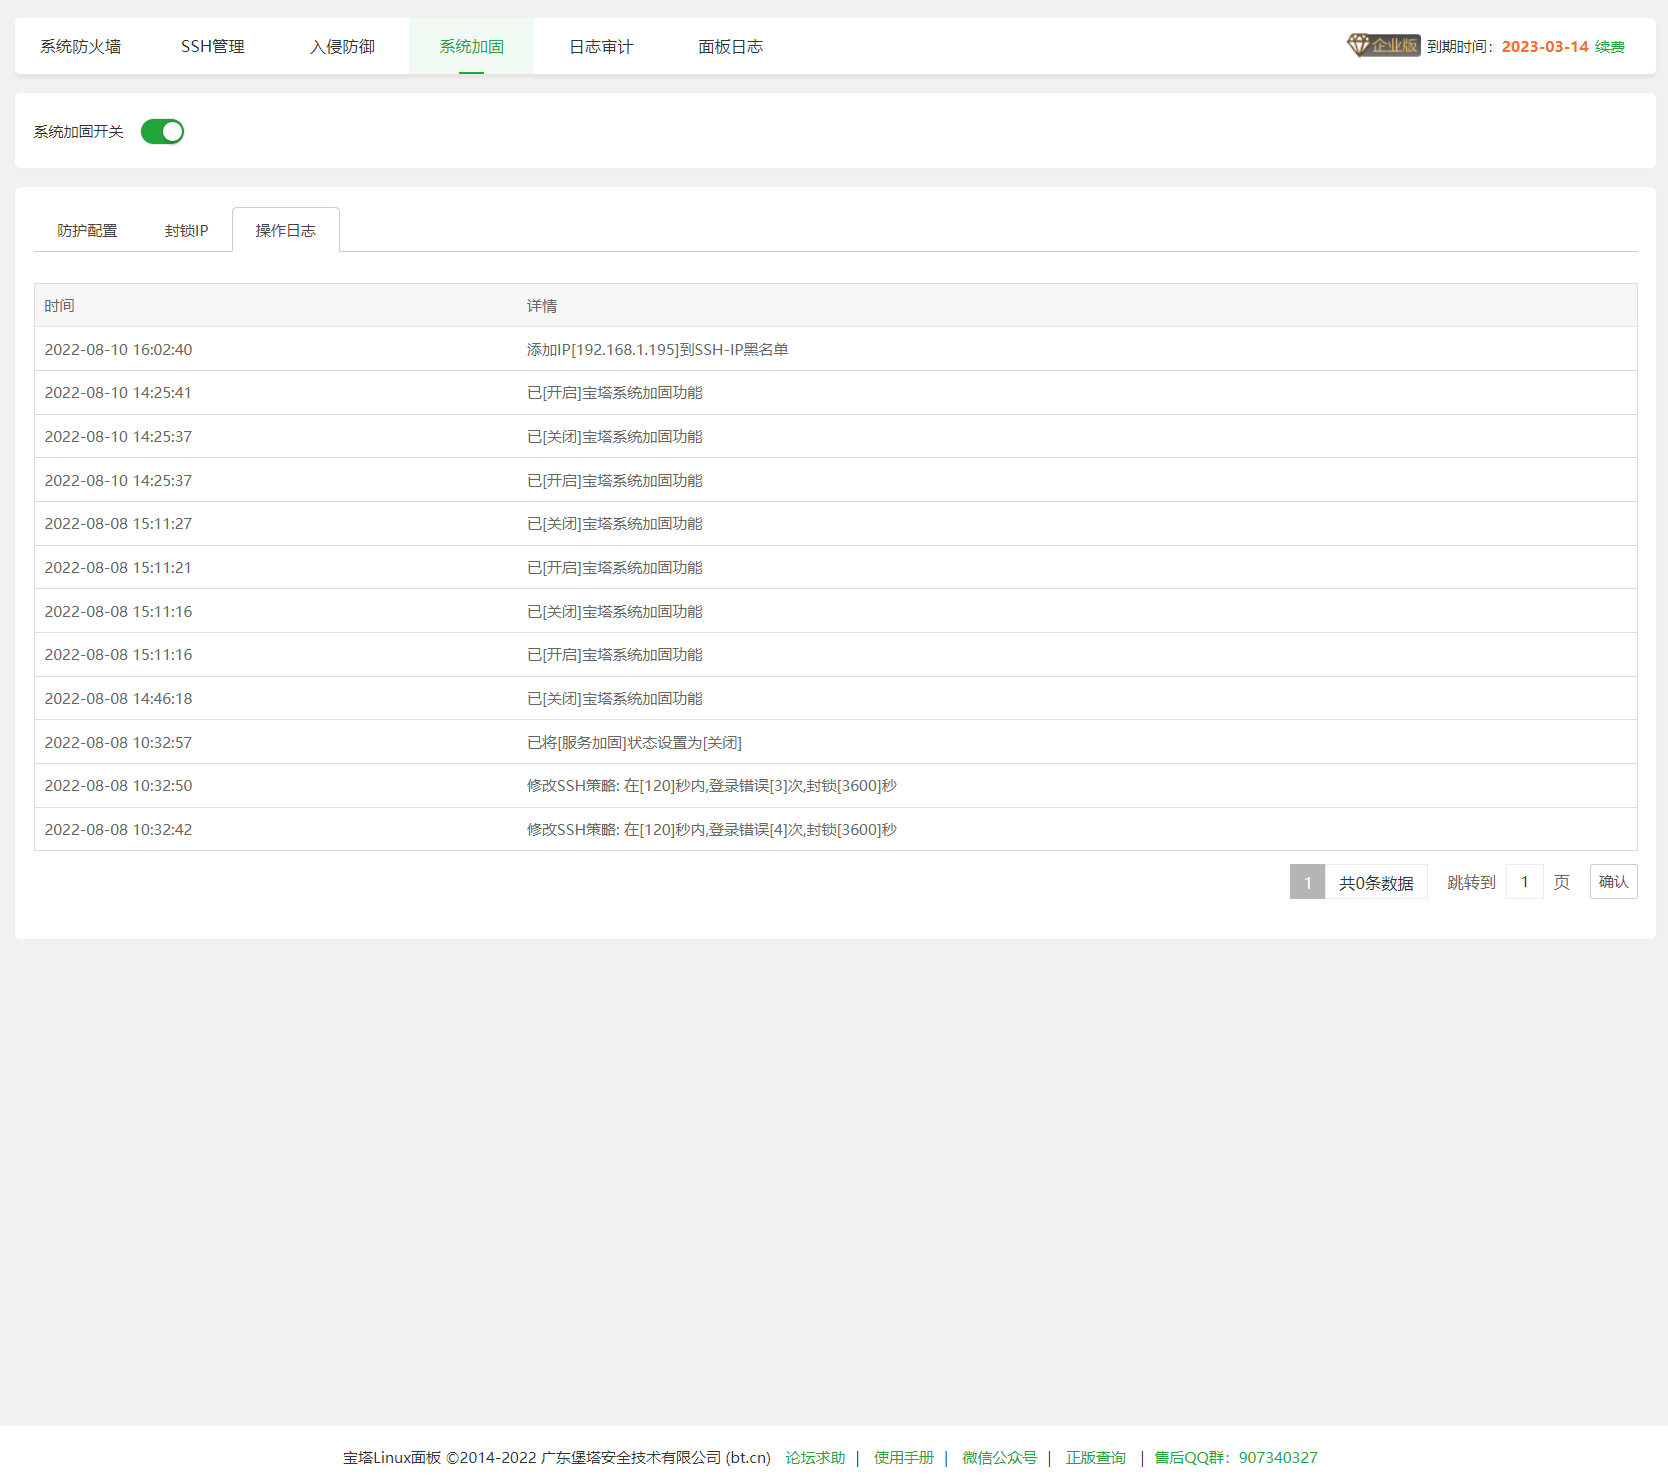 系统防火墙 SSH管理 入侵防御 系统加固 日志审计 面板日志 企业版 到期时间：2023-03-14 续费
系统加固开关
防护配置 封锁IP 操作日志
时间 详情
2022-08-10 16:02:40 添加IP[192.168.1.195]到SSH-IP黑名单
2022-08-10 14:25:41 已[开启]宝塔系统加固功能
2022-08-10 14:25:37 已[关闭]宝塔系统加固功能
2022-08-10 14:25:37 已[开启]宝塔系统加固功能
2022-08-08 15:11:27 已[关闭]宝塔系统加固功能
2022-08-08 15:11:21 已[开启]宝塔系统加固功能
2022-08-08 15:11:16 已[关闭]宝塔系统加固功能
2022-08-08 15:11:16 已[开启]宝塔系统加固功能
2022-08-08 14:46:18 已[关闭]宝塔系统加固功能
2022-08-08 10:32:57 已将[服务加固]状态设置为[关闭]
2022-08-08 10:32:50 修改SSH策略: 在[120]秒内,登录错误[3]次,封锁[3600]秒
2022-08-08 10:32:42 修改SSH策略: 在[120]秒内,登录错误[4]次,封锁[3600]秒
1 共0条数据 跳转到 1 页 确认
宝塔Linux面板 ©2014-2022 广东堡塔安全技术有限公司 (bt.cn) 论坛求助 | 使用手册 | 微信公众号 | 正版查询 | 售后QQ群：907340327